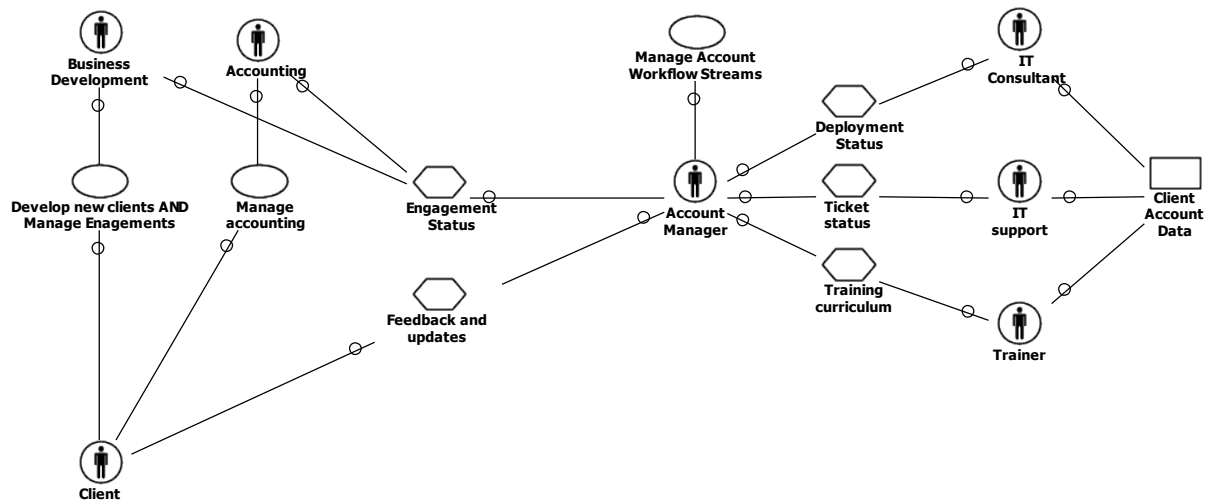 Business
Development
Accounting
Manage Account
Workflow Streams
IT
Consultant
Deployment
Status
Develop new clients AND
Manage Enagements
Manage
accounting
Engagement
Status
Account
Manager
Ticket
status
IT
support
Client
Account
Data
Feedback and
updates
Training
curriculum
Trainer
Client